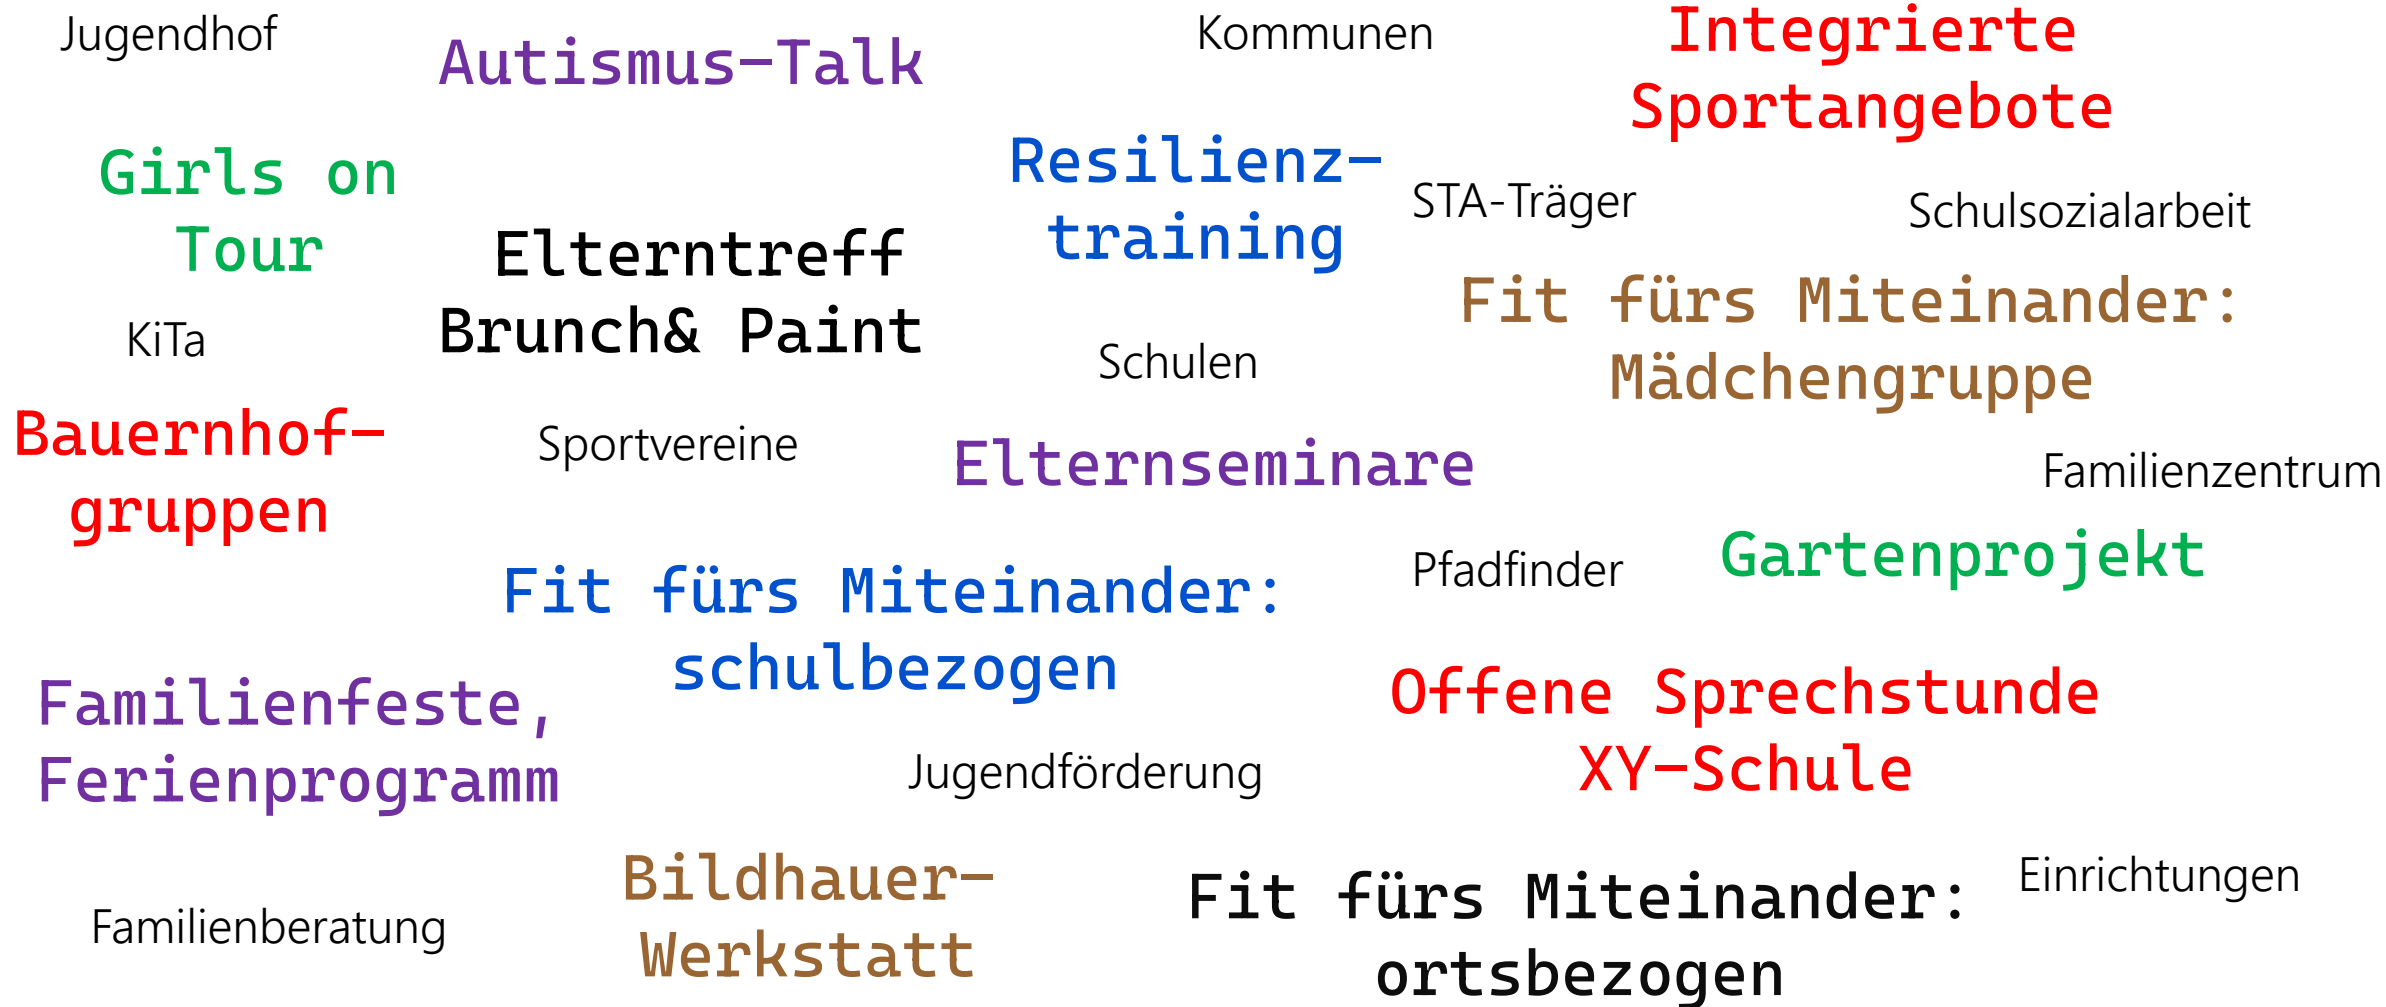 Jugendhof
Autismus-Talk
Kommunen
Integrierte
Sportangebote
Girls on
Tour
Resilienz-
training
STA-Träger
Schulsozialarbeit
Elterntreff
Brunch& Paint
Fit fürs Miteinander:
Mädchengruppe
KiTa
Schulen
Bauernhof-
gruppen
Sportvereine
Elternseminare
Familienzentrum
Pfadfinder
Gartenprojekt
Fit fürs Miteinander:
schulbezogen
Familienfeste,
Ferienprogramm
Offene Sprechstunde
XY-Schule
Jugendförderung
Bildhauer-
Werkstatt
Fit fürs Miteinander:
ortsbezogen
Einrichtungen
Familienberatung